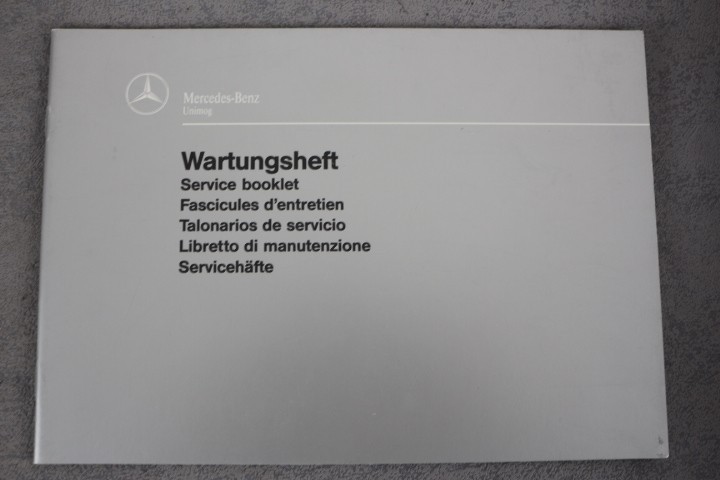 Mercedes-Benz
Unimog
Wartungsheft
Service booklet
Fascicules d'entretien
Talonarios de servicio
Libretto di manutenzione
Servicehäfte